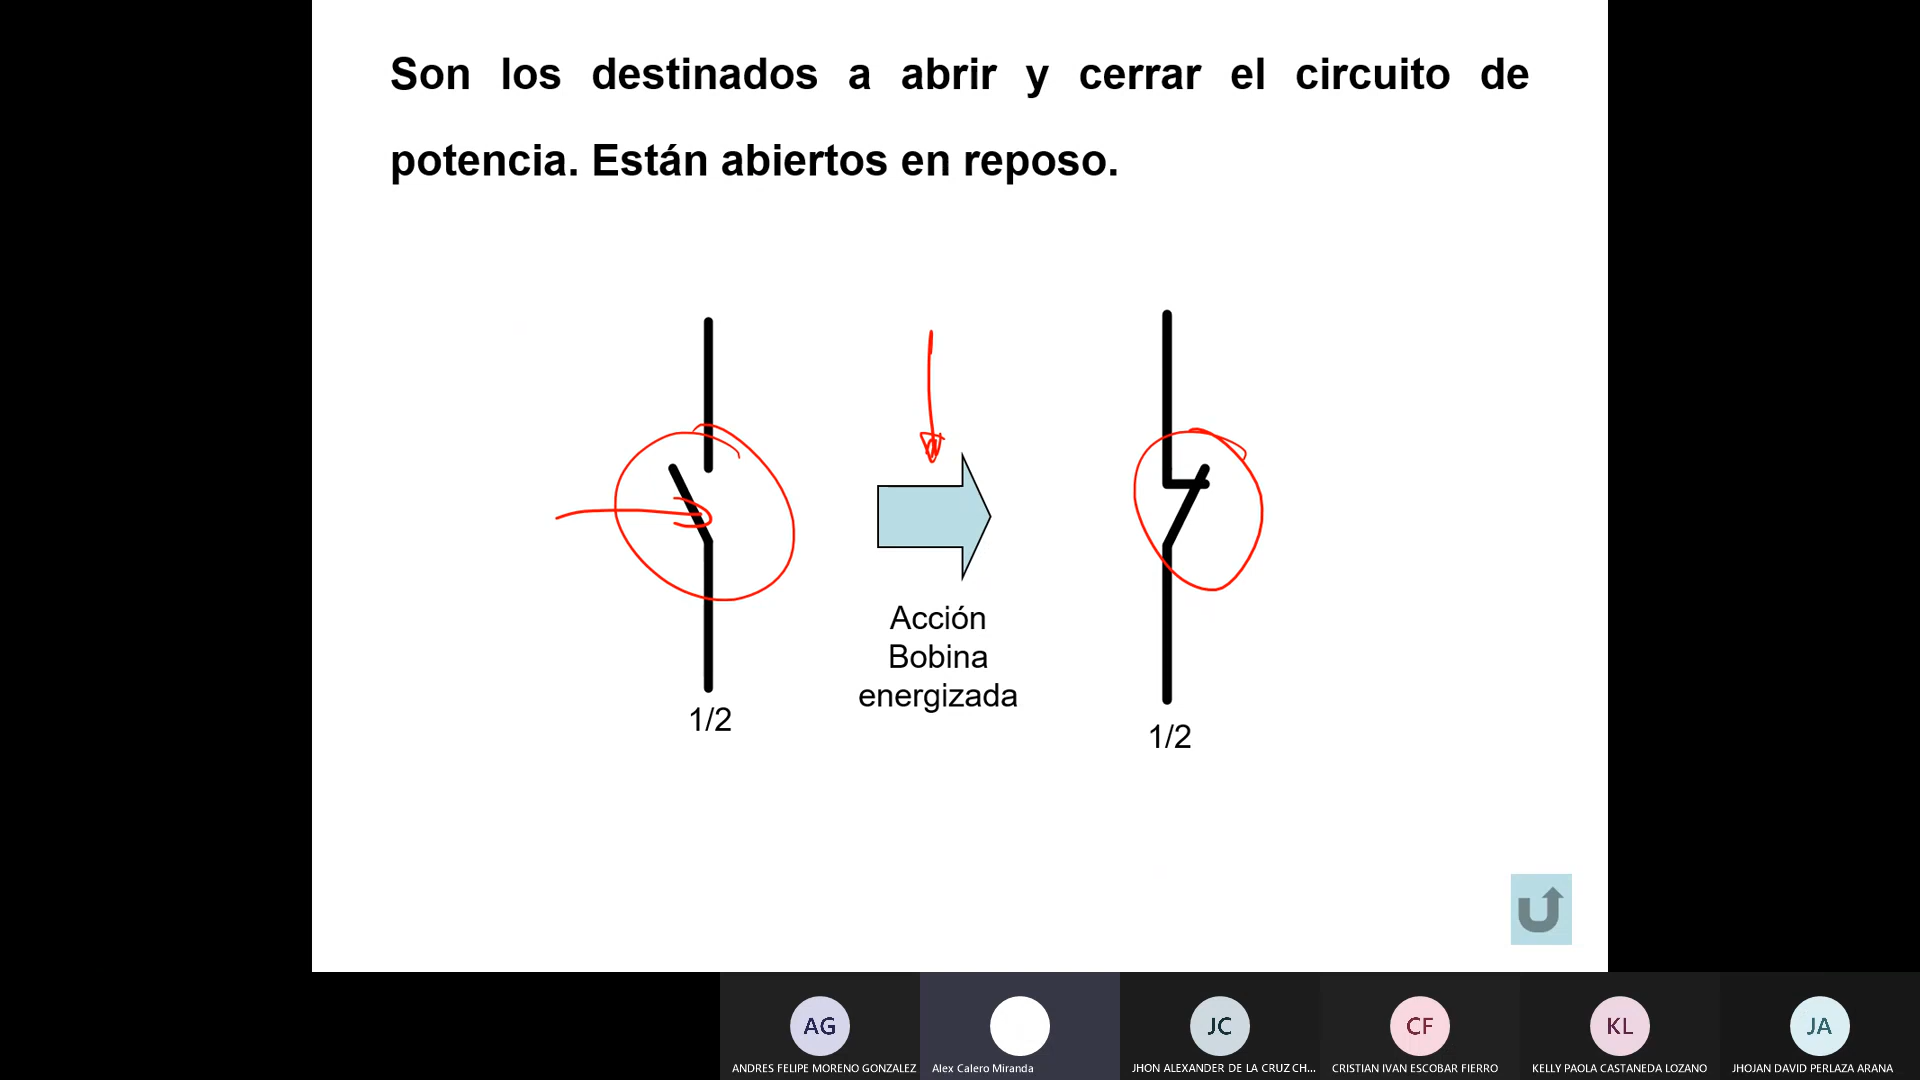 Son los destinados a abrir y cerrar el circuito de
potencia. Están abiertos en reposo.
Acción
Bobina
energizada
1/2
1/2
AG
JC
CF
KL
JA
ANDRES FELIPE MORENO GONZALEZ
Alex Calero Miranda
JHON ALEXANDER DE LA CRUZ CH...
CRISTIAN IVAN ESCOBAR FIERRO
KELLY PAOLA CASTANEDA LOZANO
JHOJAN DAVID PERLAZA ARANA